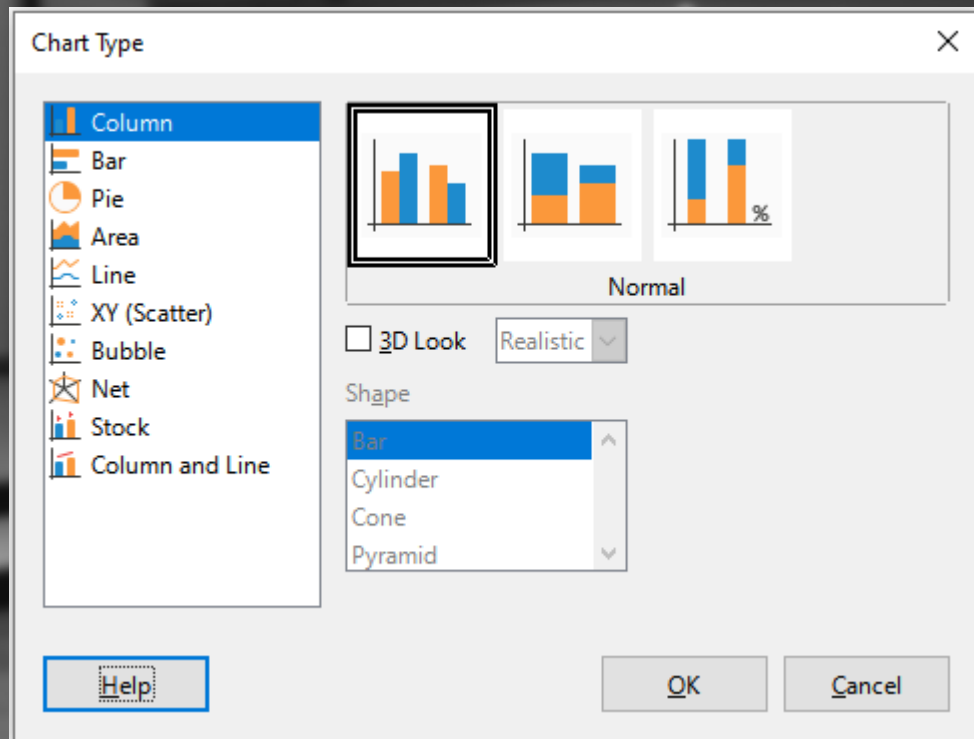 Chart Type
Column
Bar
Pie
Area
Line
XY (Scatter)
Bubble
Net
Stock
Column and Line
%
Normal
3D Look
Realistic
Shape
Bar
Cylinder
Cone
Pyramid
Help
OK
Cancel